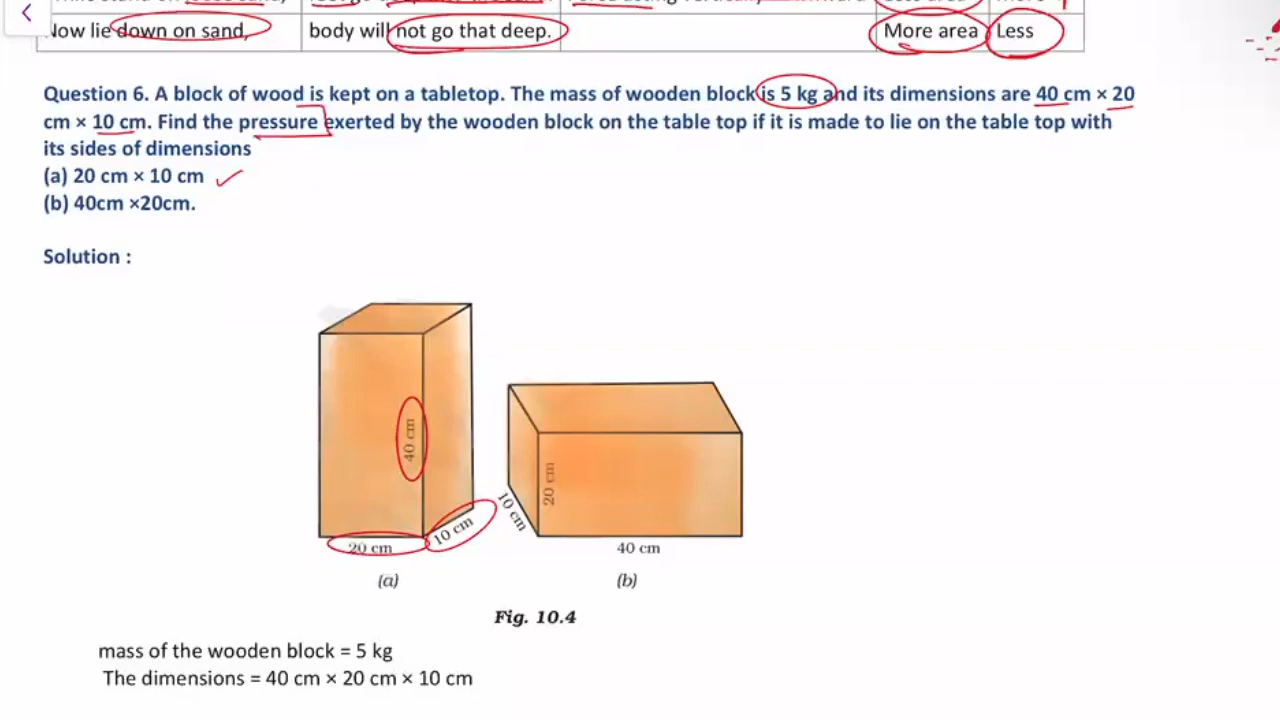 Now lie down on sand, body will not go that deep. More area Less
Question 6. A block of wood is kept on a tabletop. The mass of wooden block is 5 kg and its dimensions are 40 cm × 20
cm × 10 cm. Find the pressure exerted by the wooden block on the table top if it is made to lie on the table top with
its sides of dimensions
(a) 20 cm × 10 cm
(b) 40cm ×20cm.
Solution :
40 cm
20 cm
10 cm
20 cm
10 cm
40 cm
(a)
(b)
Fig. 10.4
mass of the wooden block = 5 kg
The dimensions = 40 cm × 20 cm × 10 cm